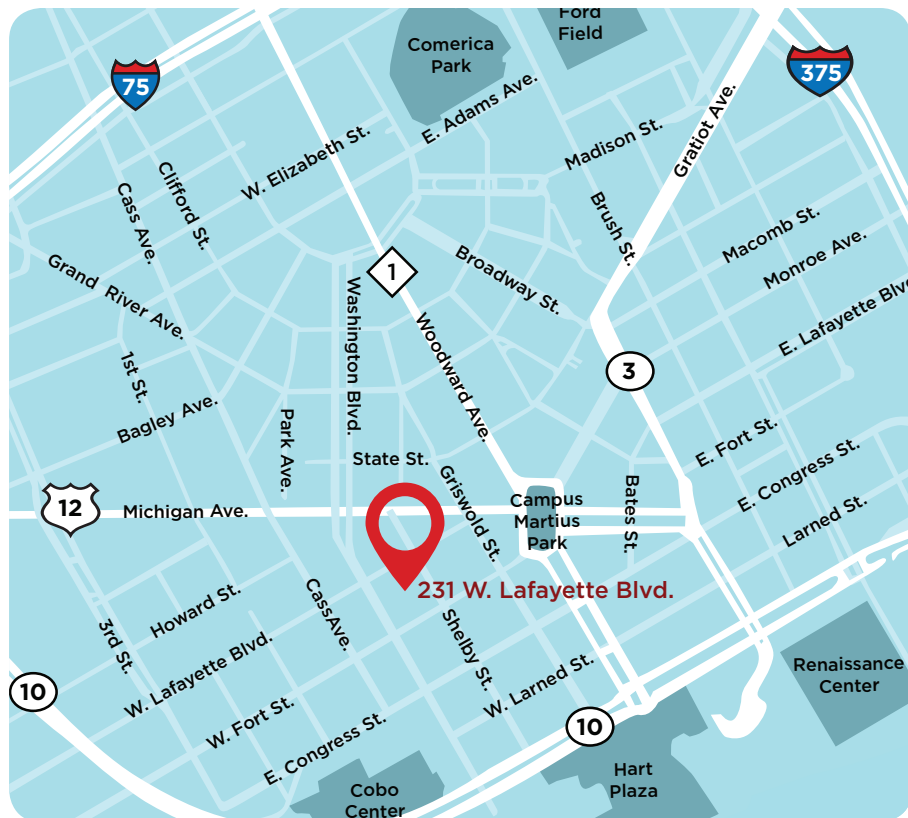 Ford
Field
Comerica
Park
75
375
E. Adams Ave.
Gratiot Ave.
Madison St.
W. Elizabeth St.
Clifford St.
Cass Ave.
Brush St.
Macomb St.
Monroe Ave.
Grand River Ave.
1
Broadway St.
Washington Blvd.
E. Lafayette Blvd
Woodward Ave.
1st St.
3
Bagley Ave.
Park Ave.
State St.
E. Fort St.
Griswold St.
E. Congress St.
12
Michigan Ave.
Campus
Martius
Park
Bates St.
Larned St.
231 W. Lafayette Blvd.
Howard St.
CassAve.
3rd St.
Shelby St.
W. Lafayette Blvd.
W. Larned St.
Renaissance
Center
10
W. Fort St.
10
E. Congress St.
Hart
Plaza
Cobo
Center